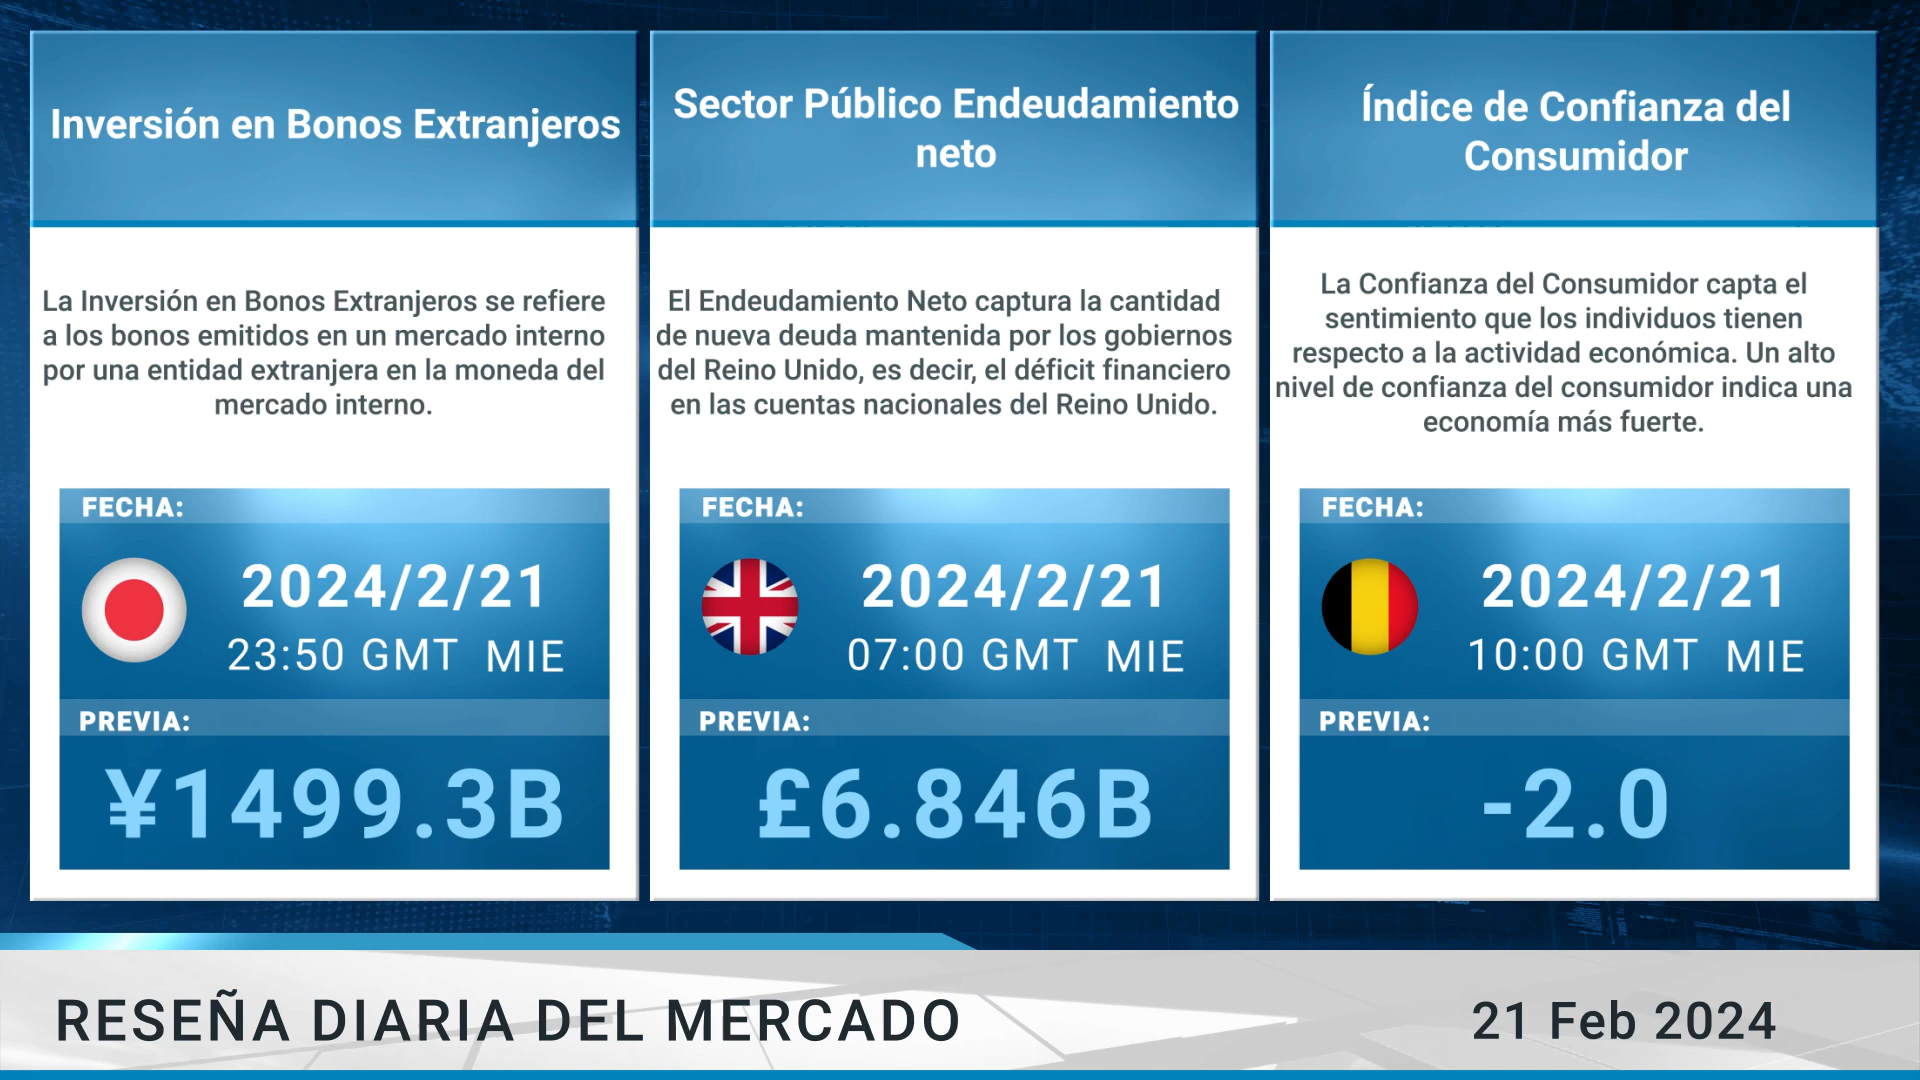 Inversión en Bonos Extranjeros
La Inversión en Bonos Extranjeros se refiere
a los bonos emitidos en un mercado interno
por una entidad extranjera en la moneda del
mercado interno.
FECHA:
2024/2/21
23:50 GMT MIE
PREVIA:
¥1499.3B
Sector Público Endeudamiento
neto
El Endeudamiento Neto captura la cantidad
de nueva deuda mantenida por los gobiernos
del Reino Unido, es decir, el déficit financiero
en las cuentas nacionales del Reino Unido.
FECHA:
2024/2/21
07:00 GMT MIE
PREVIA:
£6.846B
Índice de Confianza del
Consumidor
La Confianza del Consumidor capta el
sentimiento que los individuos tienen
respecto a la actividad económica. Un alto
nivel de confianza del consumidor indica una
economía más fuerte.
FECHA:
2024/2/21
10:00 GMT MIE
PREVIA:
-2.0
RESEÑA DIARIA DEL MERCADO
21 Feb 2024